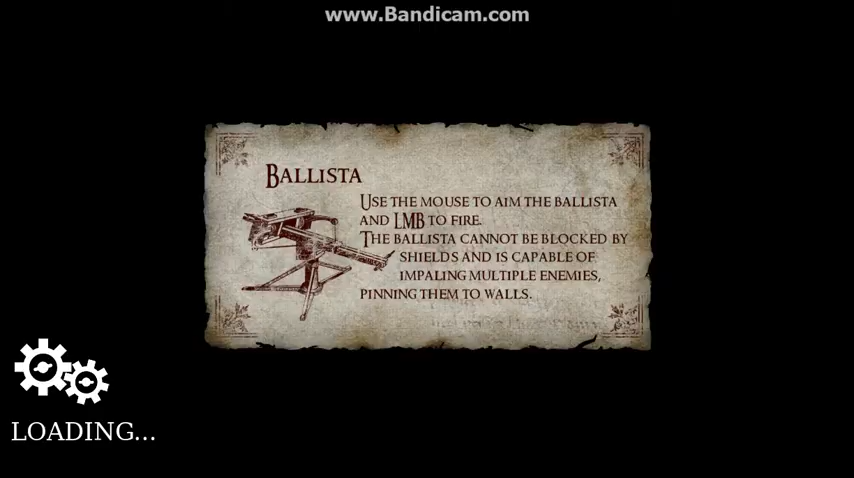 www.Bandicam.com
BALLISTA
USE THE MOUSE TO AIM THE BALLISTA
AND LMB TO FIRE.
THE BALLISTA CANNOT BE BLOCKED BY
SHIELDS AND IS CAPABLE OF
IMPALING MULTIPLE ENEMIES,
PINNING THEM TO WALLS.
LOADING...